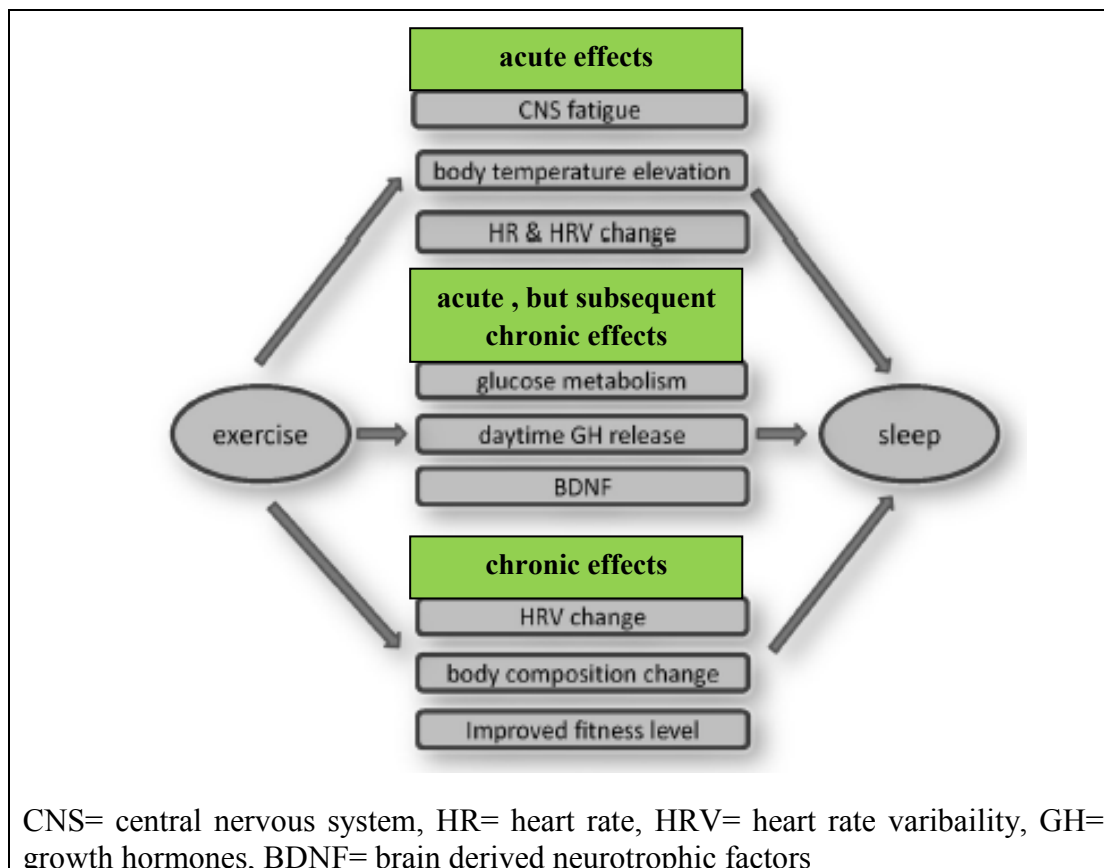 acute effects
CNS fatigue
body temperature elevation
HR & HRV change
acute , but subsequent
chronic effects
glucose metabolism
exercise
daytime GH release
sleep
BDNF
chronic effects
HRV change
body composition change
Improved fitness level
CNS= central nervous system, HR= heart rate, HRV= heart rate varibaility, GH=
growth hormones, BDNF= brain derived neurotrophic factors